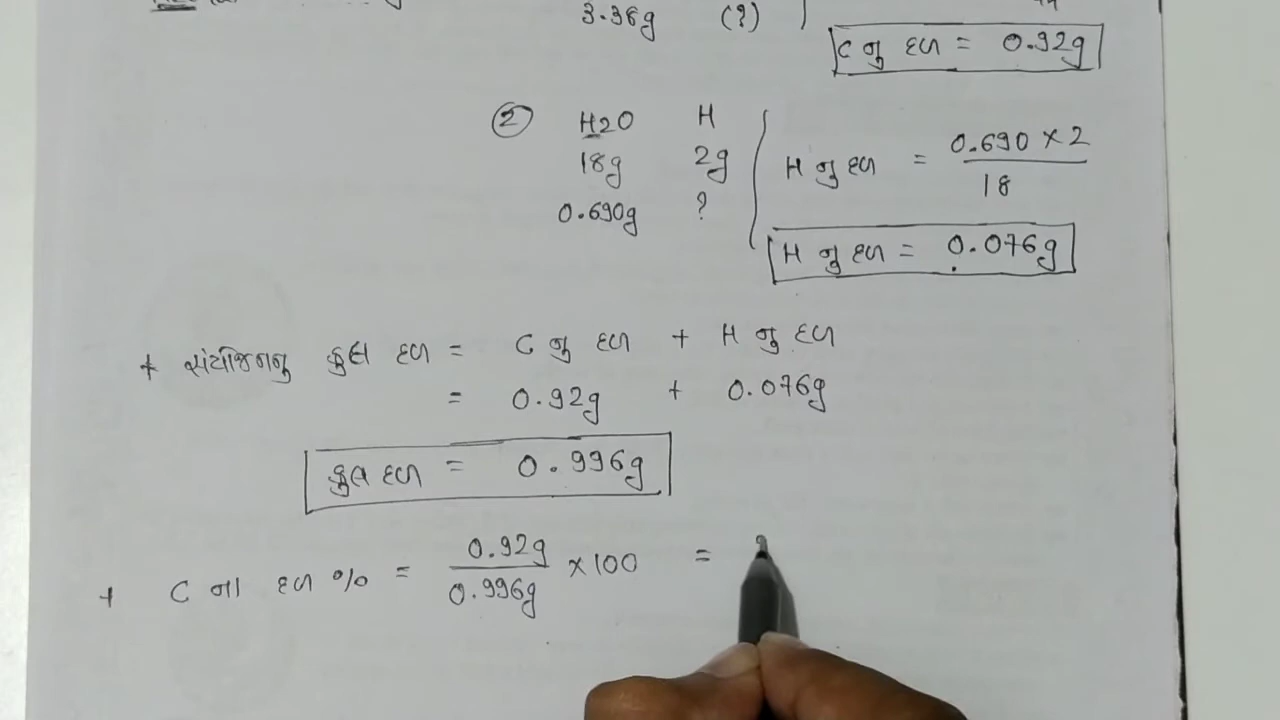 3.38g (?)
C નુ દળ = 0.92g
② H2O H
18g 2g
0.690g ?
H નુ દળ = 0.690 × 2 / 18
H નુ દળ = 0.076g
* સંયોજનનુ કુલ દળ = C નુ દળ + H નુ દળ
= 0.92g + 0.076g
કુલ દળ = 0.996g
+ C ના દળ % = 0.92g / 0.996g × 100 =